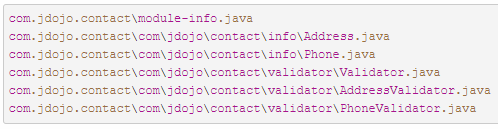 com.jdojo.contact\module-info.java
com.jdojo.contact\com\jdojo\contact\info\Address.java
com.jdojo.contact\com\jdojo\contact\info\Phone.java
com.jdojo.contact\com\jdojo\contact\validator\Validator.java
com.jdojo.contact\com\jdojo\contact\validator\AddressValidator.java
com.jdojo.contact\com\jdojo\contact\validator\PhoneValidator.java